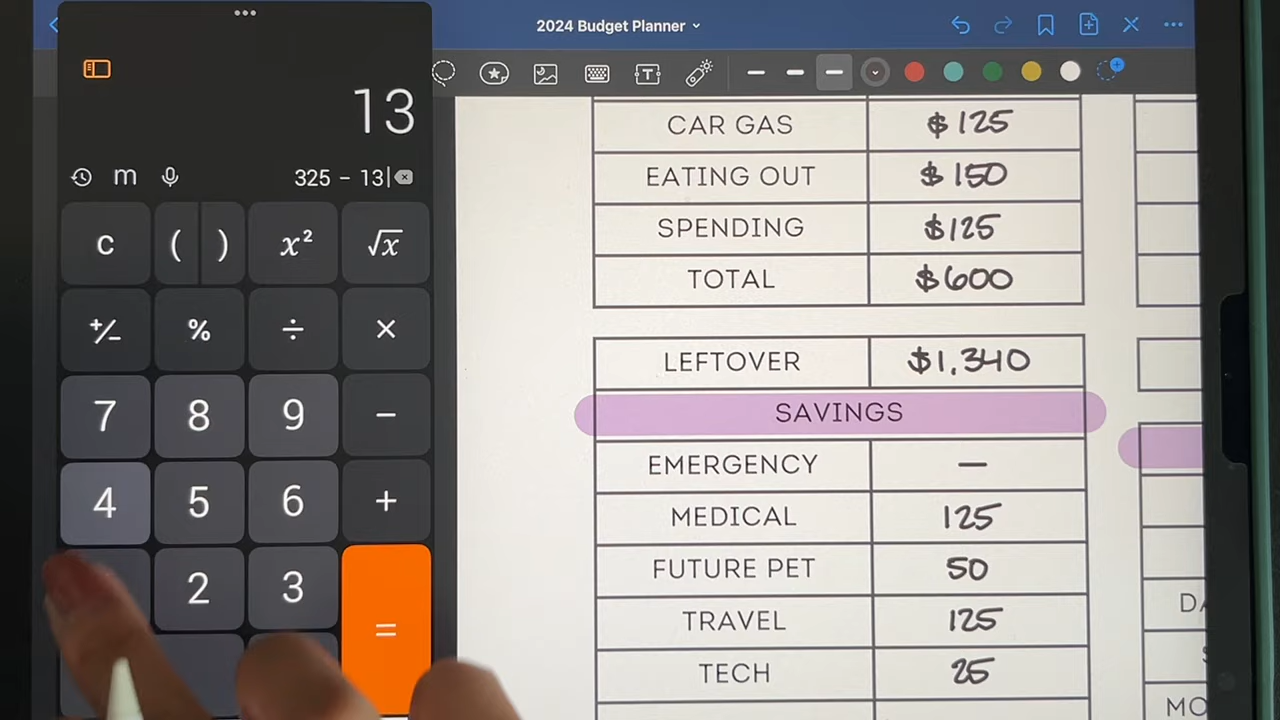 2024 Budget Planner
13
m
325 - 13
c ( ) x² √x
+/- % ÷ ×
7 8 9 -
4 5 6 +
2 3 =
CAR GAS $125
EATING OUT $150
SPENDING $125
TOTAL $600
LEFTOVER $1,340
SAVINGS
EMERGENCY —
MEDICAL 125
FUTURE PET 50
TRAVEL 125
TECH 25
DA
MO